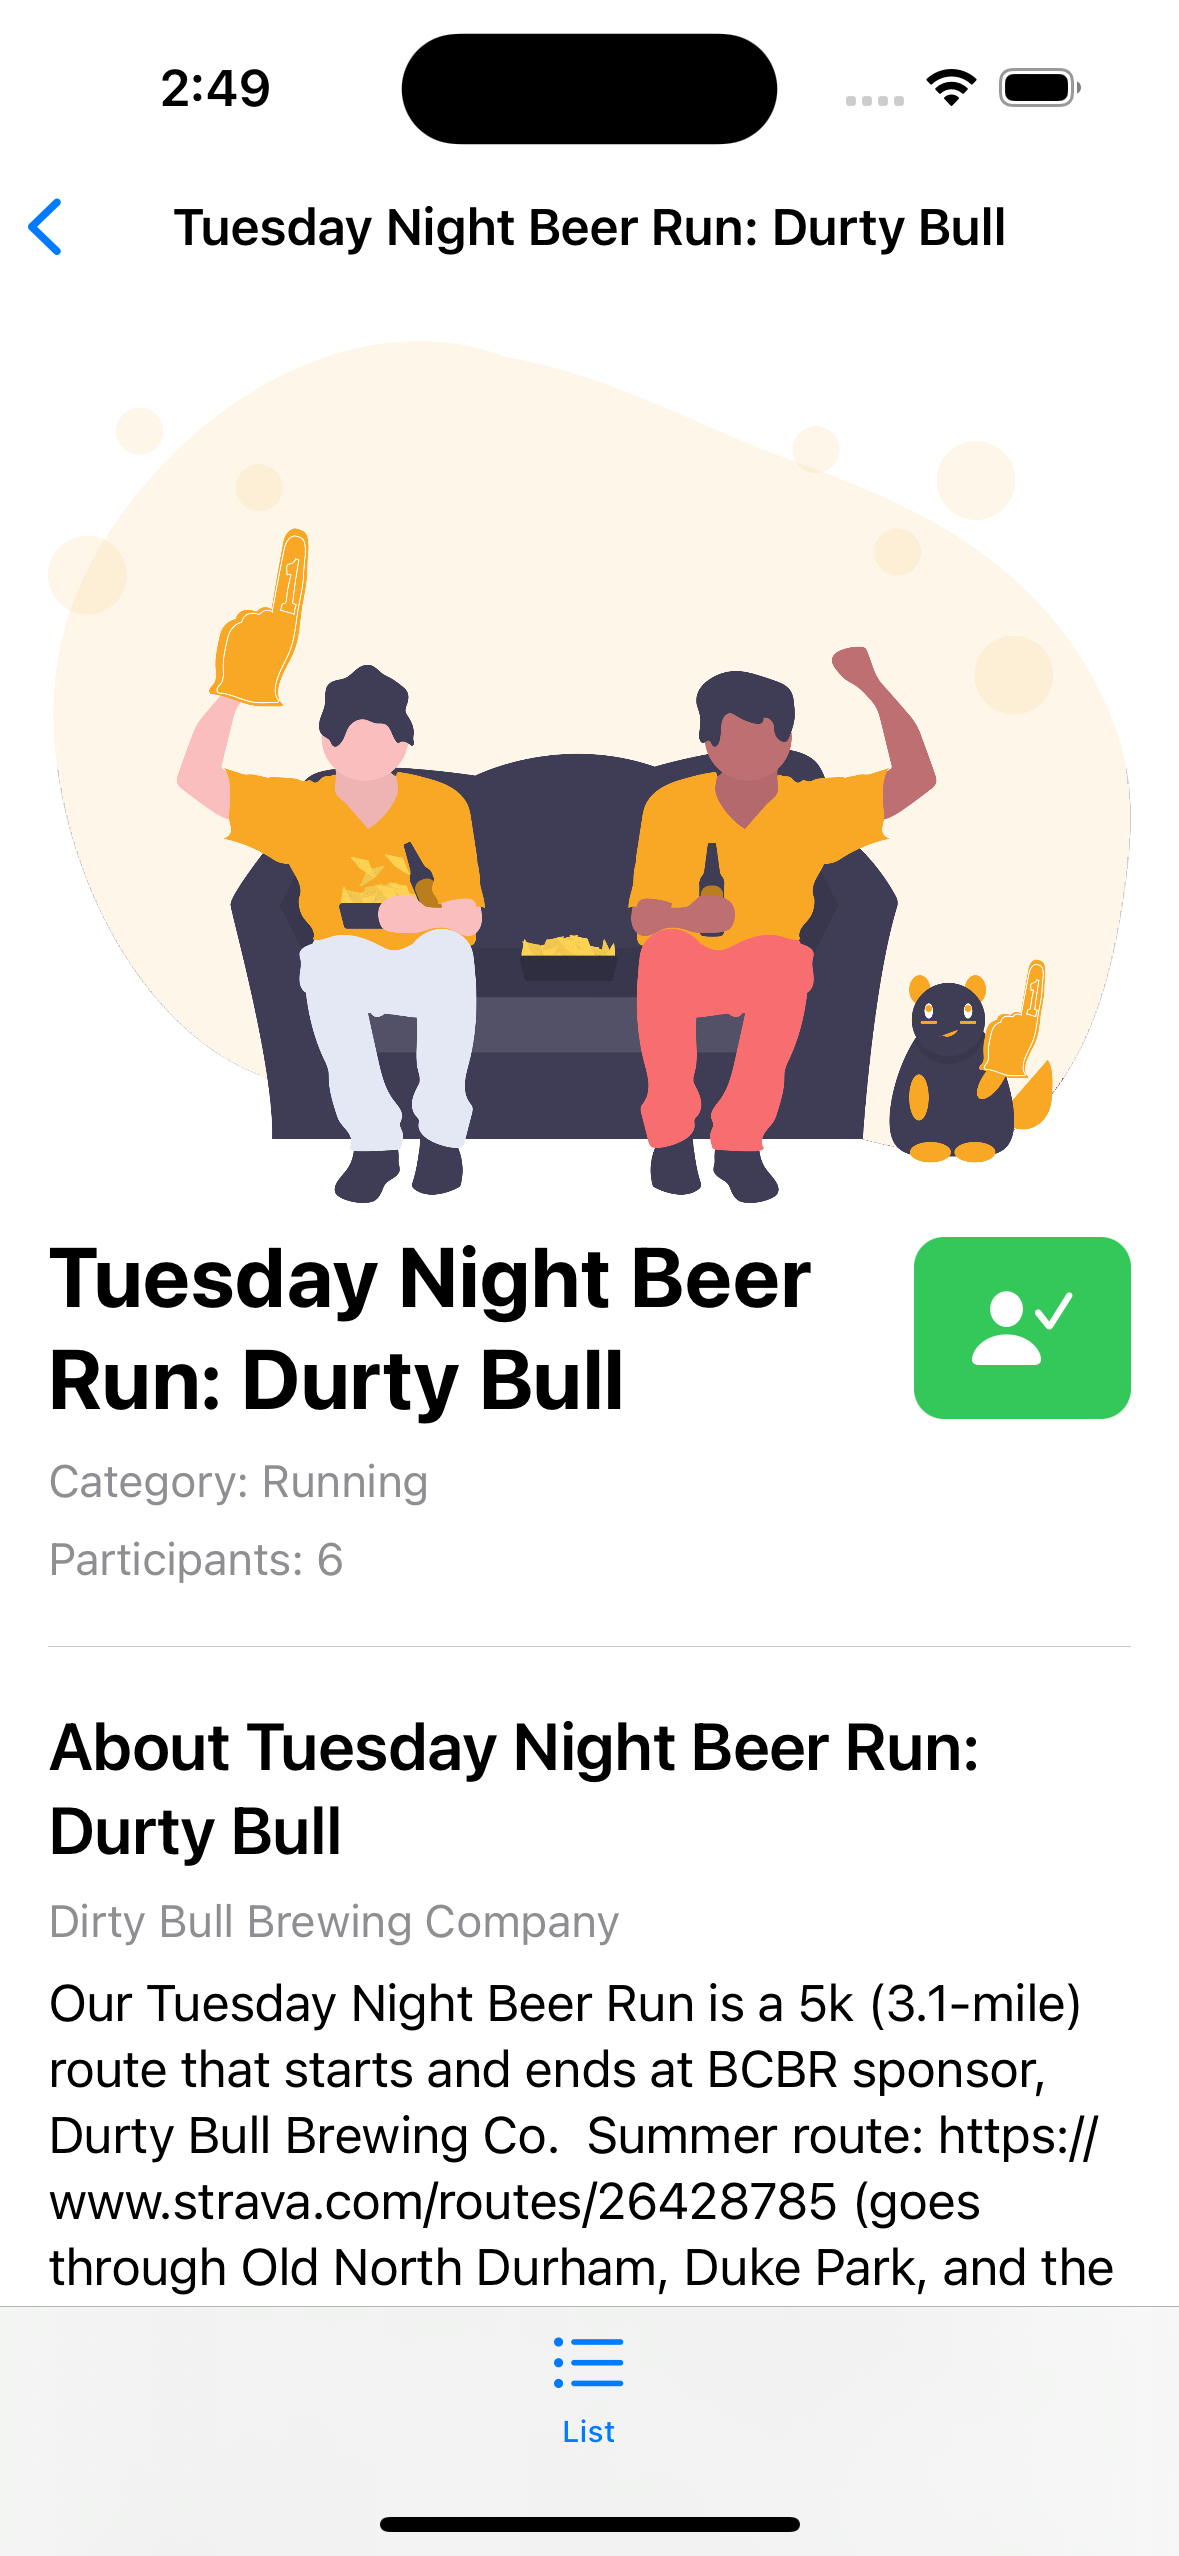 2:49
Tuesday Night Beer Run: Durty Bull
1
1
Tuesday Night Beer
Run: Durty Bull
Category: Running
Participants: 6
About Tuesday Night Beer Run:
Durty Bull
Dirty Bull Brewing Company
Our Tuesday Night Beer Run is a 5k (3.1-mile)
route that starts and ends at BCBR sponsor,
Durty Bull Brewing Co.  Summer route: https://
www.strava.com/routes/26428785 (goes
through Old North Durham, Duke Park, and the
List